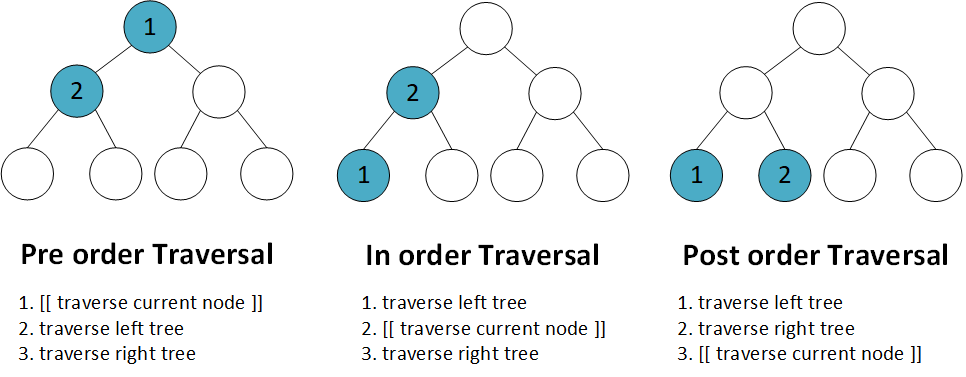 1
2
2
1
1
2
Pre order Traversal
1. [[ traverse current node ]]
2. traverse left tree
3. traverse right tree
In order Traversal
1. traverse left tree
2. [[ traverse current node ]]
3. traverse right tree
Post order Traversal
1. traverse left tree
2. traverse right tree
3. [[ traverse current node ]]